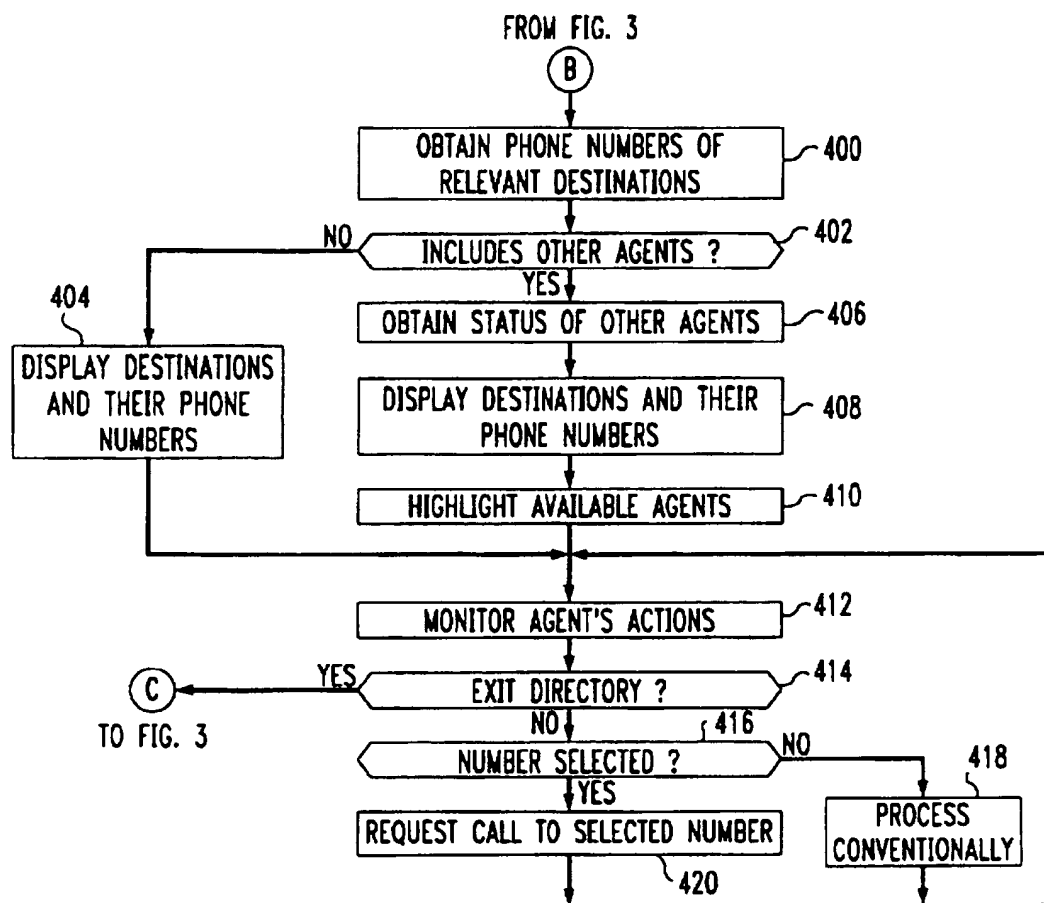 FROM FIG. 3
B
OBTAIN PHONE NUMBERS OF
RELEVANT DESTINATIONS
400
NO
INCLUDES OTHER AGENTS ?
402
YES
404
OBTAIN STATUS OF OTHER AGENTS
406
DISPLAY DESTINATIONS
AND THEIR PHONE
NUMBERS
DISPLAY DESTINATIONS AND THEIR
PHONE NUMBERS
408
HIGHLIGHT AVAILABLE AGENTS
410
MONITOR AGENT'S ACTIONS
412
C
TO FIG. 3
YES
EXIT DIRECTORY ?
414
NO
416
NUMBER SELECTED ?
NO
YES
418
REQUEST CALL TO SELECTED NUMBER
420
PROCESS
CONVENTIONALLY